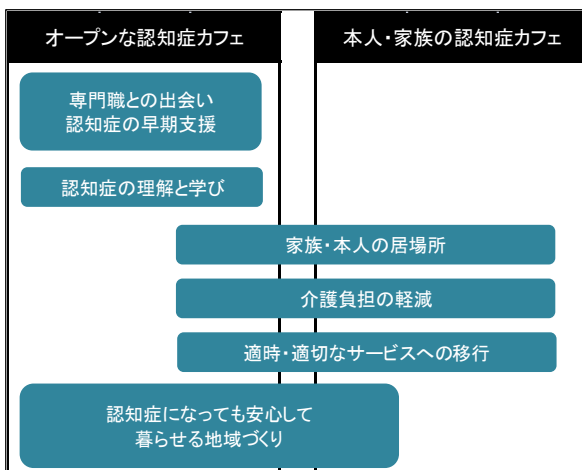 オープンな認知症カフェ
本人・家族の認知症カフェ
専門職との出会い
認知症の早期支援
認知症の理解と学び
家族・本人の居場所
介護負担の軽減
適時・適切なサービスへの移行
認知症になっても安心して
暮らせる地域づくり